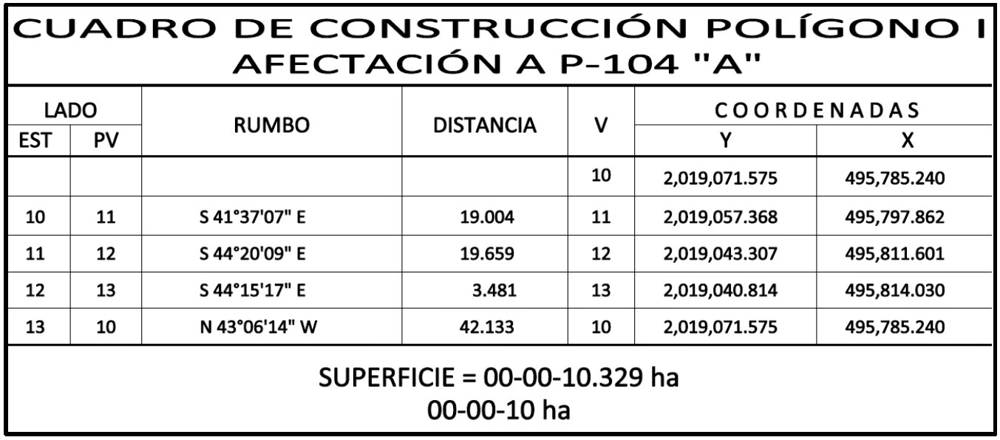 CUADRO DE CONSTRUCCIÓN POLÍGONO I
AFECTACIÓN A P-104 "A"
LADO RUMBO DISTANCIA V COORDENADAS
EST PV Y X
10 2,019,071.575 495,785.240
10 11 S 41°37'07" E 19.004 11 2,019,057.368 495,797.862
11 12 S 44°20'09" E 19.659 12 2,019,043.307 495,811.601
12 13 S 44°15'17" E 3.481 13 2,019,040.814 495,814.030
13 10 N 43°06'14" W 42.133 10 2,019,071.575 495,785.240
SUPERFICIE = 00-00-10.329 ha
00-00-10 ha